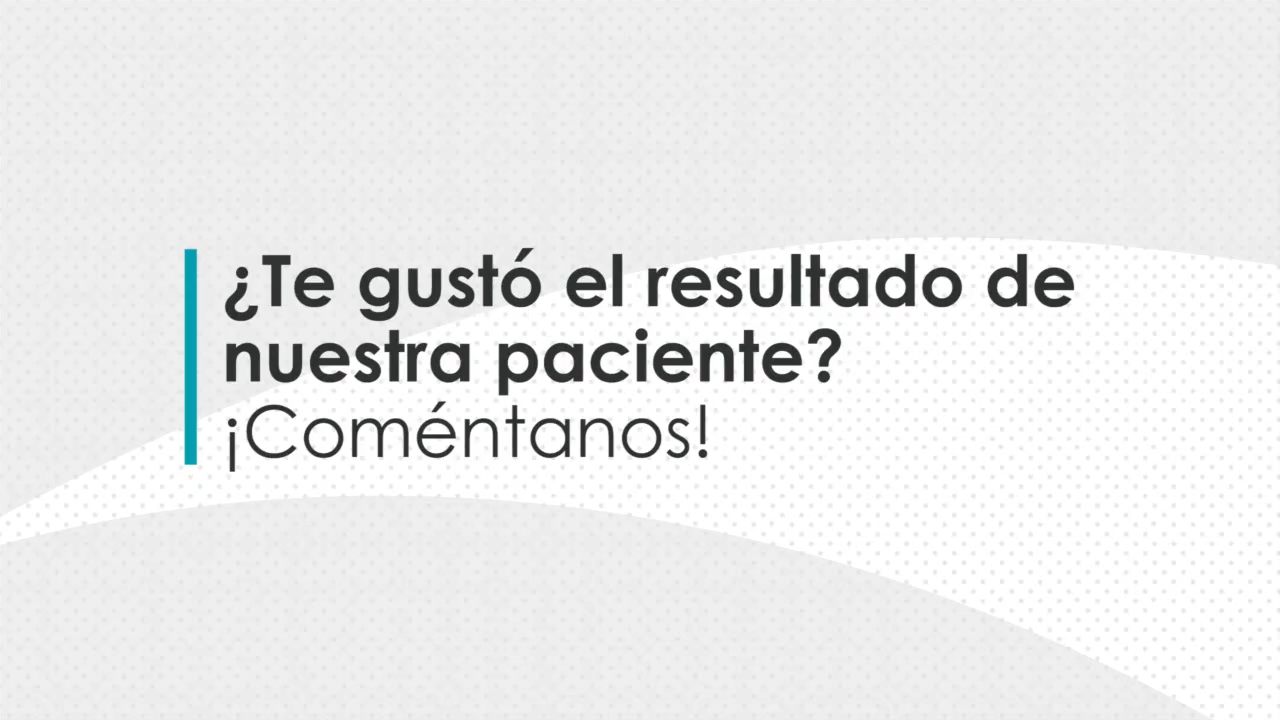 ¿Te gustó el resultado de
nuestra paciente?
¡Coméntanos!